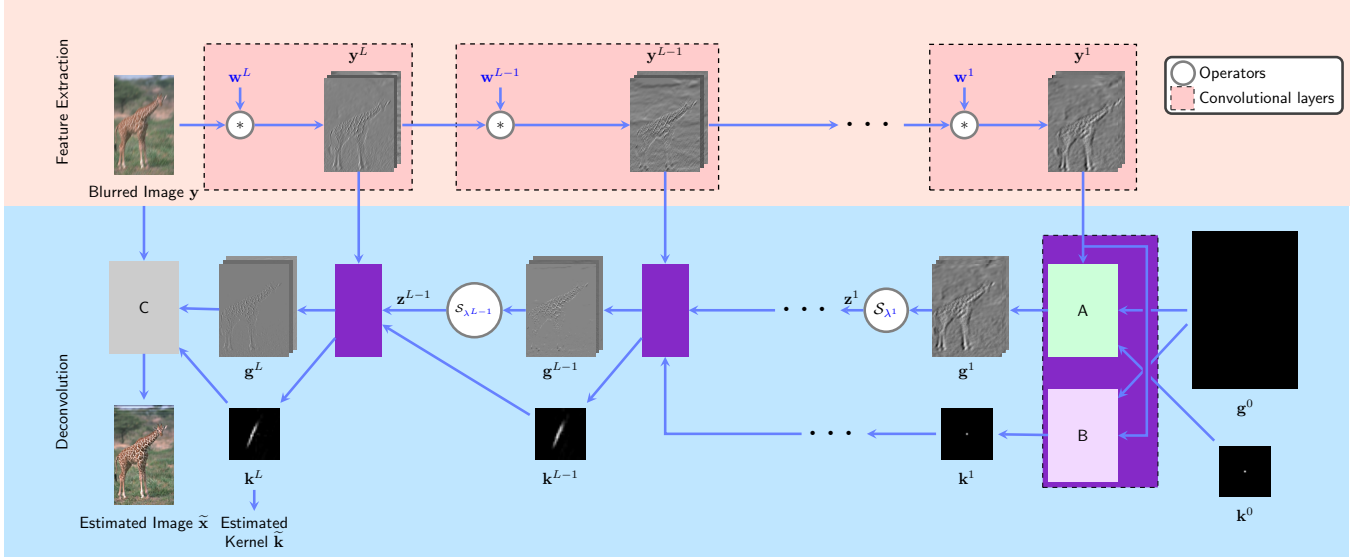 Feature Extraction
w^L
y^L
w^{L-1}
y^{L-1}
w^1
y^1
* * . . . *
Operators
Convolutional layers
Blurred Image y
Deconvolution
C
z^{L-1}
S_{λ^{L-1}}
. . .
z^1
S_{λ^1}
A
g^L
g^{L-1}
g^1
g^0
. . .
B
k^L
k^{L-1}
k^1
k^0
Estimated Image x̃
Estimated
Kernel k̃